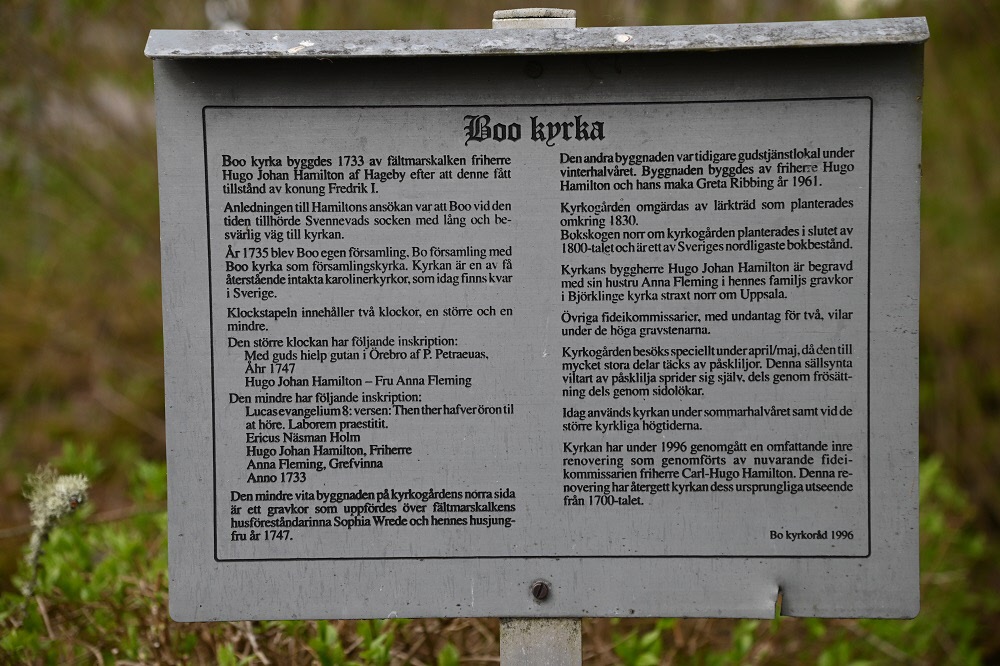 Boo kyrka
Boo kyrka byggdes 1733 av fältmarskalken friherre
Hugo Johan Hamilton af Hageby efter att denne fått
tillstånd av konung Fredrik I.
Anledningen till Hamiltons ansökan var att Boo vid den
tiden tillhörde Svennevads socken med lång och be-
svärlig väg till kyrkan.
År 1735 blev Boo egen församling, Bo församling med
Boo kyrka som församlingskyrka. Kyrkan är en av få
återstående intakta karolinerkyrkor, som idag finns kvar
i Sverige.
Klockstapeln innehåller två klockor, en större och en
mindre.
Den större klockan har följande inskription:
Med guds hielp gutan i Örebro af P. Petraeuas,
Åhr 1747
Hugo Johan Hamilton – Fru Anna Fleming
Den mindre har följande inskription:
Lucas evangelium 8: versen: Then ther hafver öron til
at höre. Laborem praestitit.
Ericus Näsman Holm
Hugo Johan Hamilton, Friherre
Anna Fleming, Grefvinna
Anno 1733
Den mindre vita byggnaden på kyrkogårdens norra sida
är ett gravkor som uppfördes över fältmarskalkens
husföreståndarinna Sophia Wrede och hennes husjung-
fru år 1747.
Den andra byggnaden var tidigare gudstjänstlokal under
vinterhalvåret. Byggnaden byggdes av friherre Hugo
Hamilton och hans maka Greta Ribbing år 1961.
Kyrkogården omgärdas av lärkträd som planterades
omkring 1830.
Bokskogen norr om kyrkogården planterades i slutet av
1800-talet och är ett av Sveriges nordligaste bokbestånd.
Kyrkans byggherre Hugo Johan Hamilton är begravd
med sin hustru Anna Fleming i hennes familjs gravkor
i Björklinge kyrka straxt norr om Uppsala.
Övriga fideikommissarier, med undantag för två, vilar
under de höga gravstenarna.
Kyrkogården besöks speciellt under april/maj, då den till
mycket stora delar täcks av påskliljor. Denna sällsynta
viltart av påsklilja sprider sig själv, dels genom frösätt-
ning dels genom sidolökar.
Idag används kyrkan under sommarhalvåret samt vid de
större kyrkliga högtiderna.
Kyrkan har under 1996 genomgått en omfattande inre
renovering som genomförts av nuvarande fidei-
kommissarien friherre Carl-Hugo Hamilton. Denna re-
novering har återgett kyrkan dess ursprungliga utseende
från 1700-talet.
Bo kyrkoråd 1996